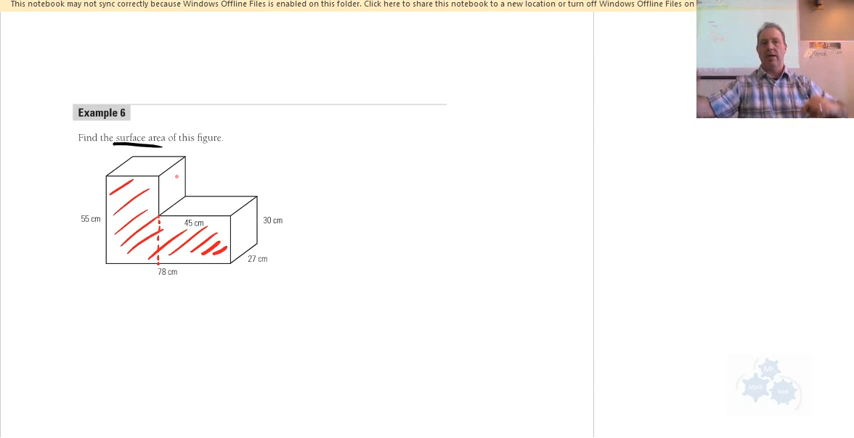 This notebook may not sync correctly because Windows Offline Files is enabled on this folder. Click here to share this notebook to a new location or turn off Windows Offline Files on
Example 6
Find the surface area of this figure.
55 cm
45 cm
30 cm
27 cm
78 cm